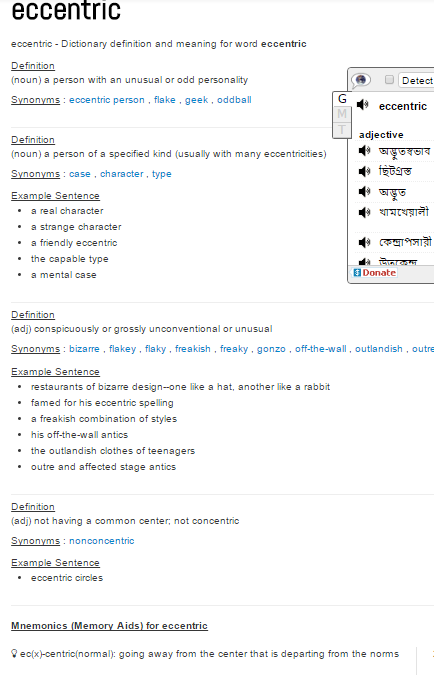 eccentric
eccentric - Dictionary definition and meaning for word eccentric
Definition
(noun) a person with an unusual or odd personality
Synonyms : eccentric person , flake , geek , oddball
Definition
(noun) a person of a specified kind (usually with many eccentricities)
Synonyms : case , character , type
Example Sentence
• a real character
• a strange character
• a friendly eccentric
• the capable type
• a mental case
Detect
G
M
T
eccentric
adjective
অদ্ভুতস্বভাব
ছিটগ্রস্ত
অদ্ভুত
খামখেয়ালী
কেন্দ্রাপসারী
উৎকেন্দ্র
Donate
Definition
(adj) conspicuously or grossly unconventional or unusual
Synonyms : bizarre , flakey , flaky , freakish , freaky , gonzo , off-the-wall , outlandish , outre
Example Sentence
• restaurants of bizarre design--one like a hat, another like a rabbit
• famed for his eccentric spelling
• a freakish combination of styles
• his off-the-wall antics
• the outlandish clothes of teenagers
• outre and affected stage antics
Definition
(adj) not having a common center; not concentric
Synonyms : nonconcentric
Example Sentence
• eccentric circles
Mnemonics (Memory Aids) for eccentric
ec(x)-centric(normal): going away from the center that is departing from the norms